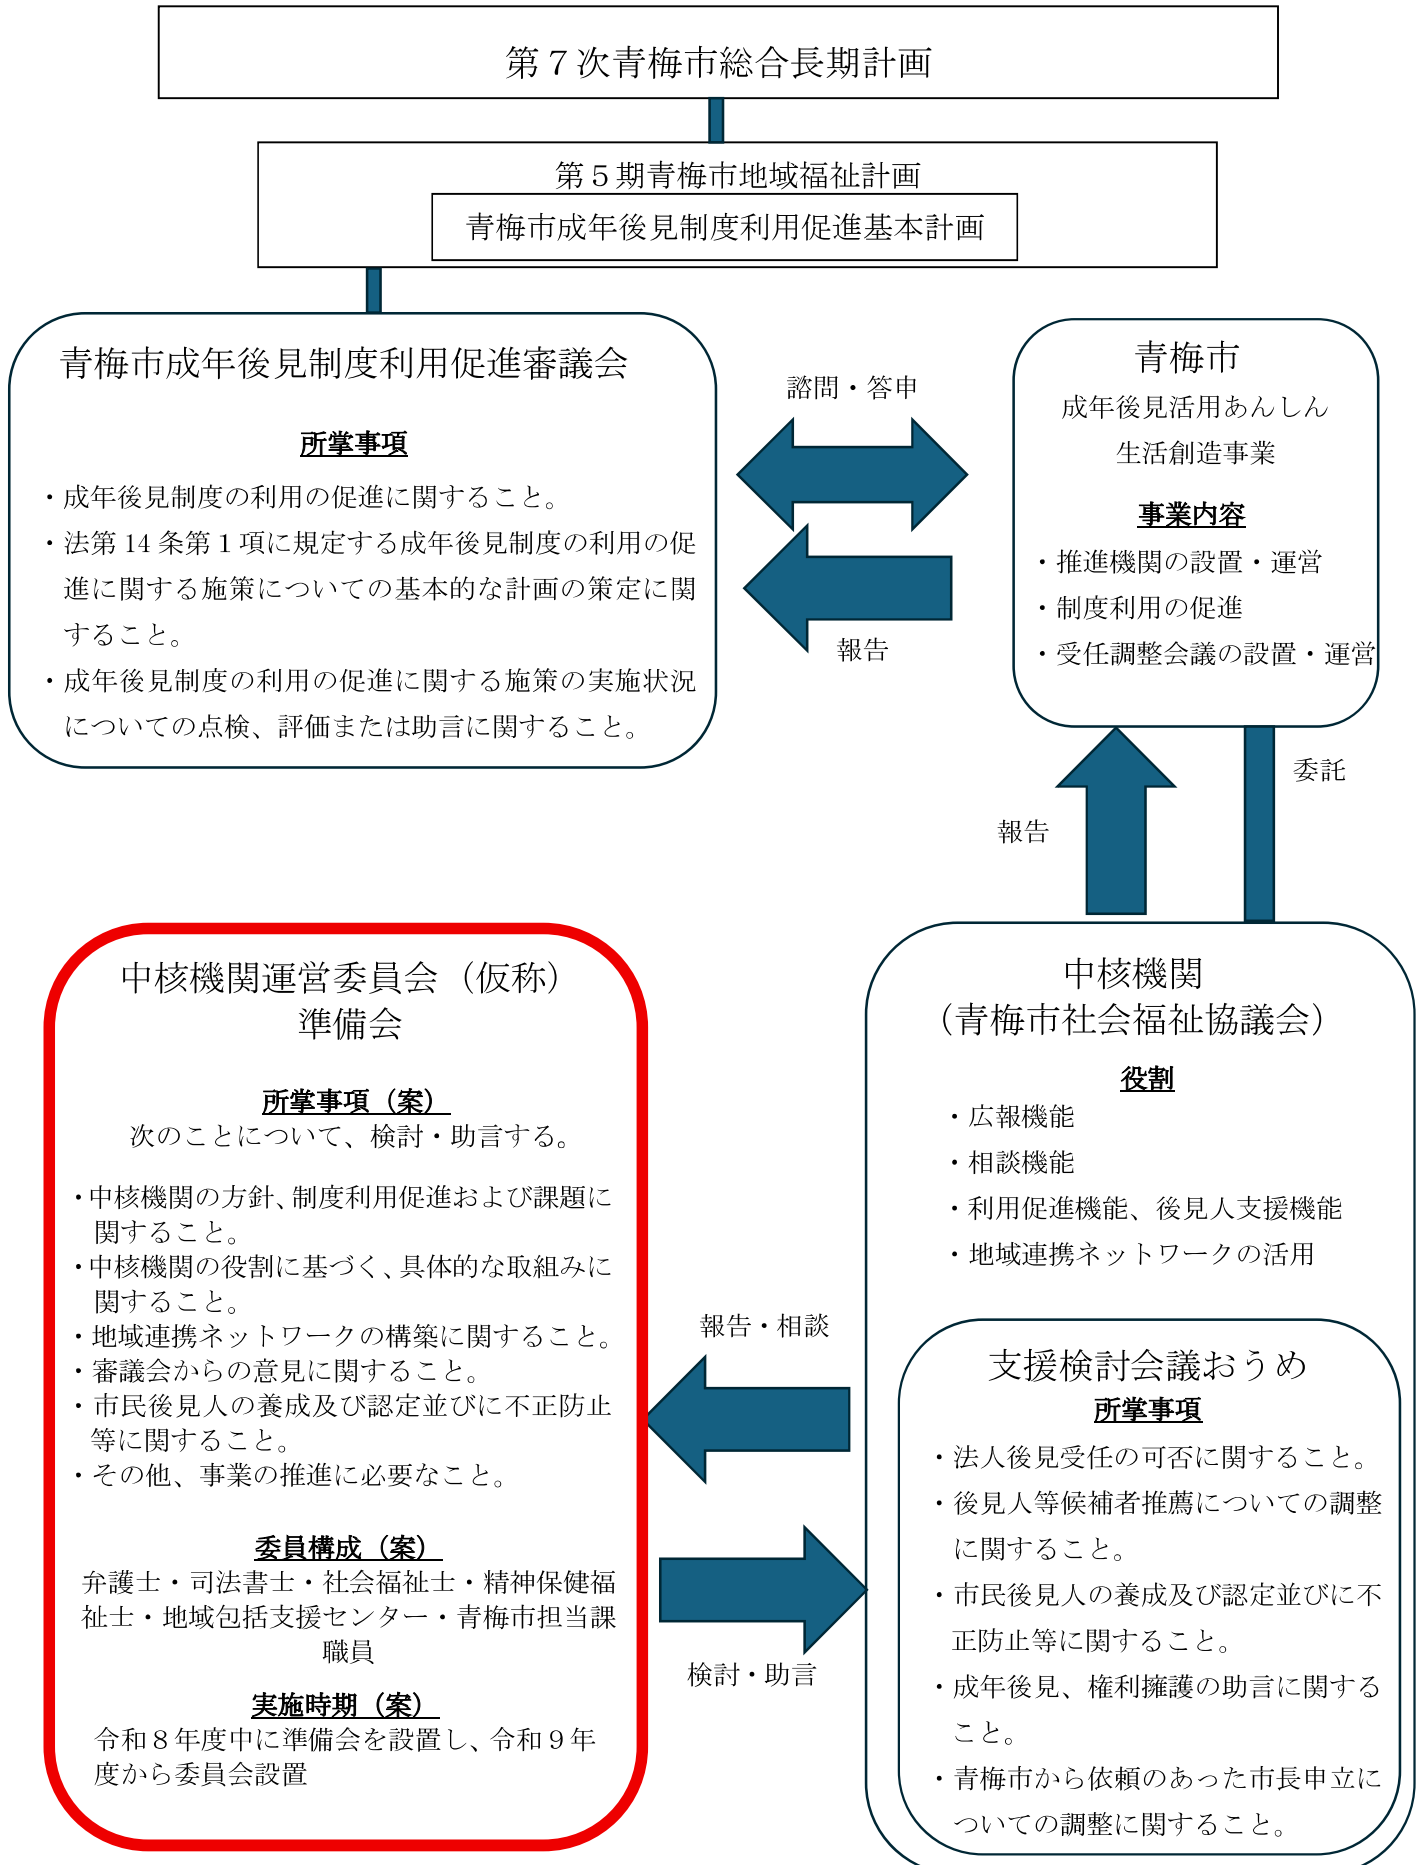 第７次青梅市総合長期計画
第５期青梅市地域福祉計画
青梅市成年後見制度利用促進基本計画
青梅市成年後見制度利用促進審議会
所掌事項
・成年後見制度の利用の促進に関すること。
・法第 14 条第１項に規定する成年後見制度の利用の促
進に関する施策についての基本的な計画の策定に関
すること。
・成年後見制度の利用の促進に関する施策の実施状況
についての点検、評価または助言に関すること。
諮問・答申
報告
青梅市
成年後見活用あんしん
生活創造事業
事業内容
・推進機関の設置・運営
・制度利用の促進
・受任調整会議の設置・運営
報告
委託
中核機関運営委員会（仮称）
準備会
所掌事項（案）
次のことについて、検討・助言する。
・中核機関の方針、制度利用促進および課題に
関すること。
・中核機関の役割に基づく、具体的な取組みに
関すること。
・地域連携ネットワークの構築に関すること。
・審議会からの意見に関すること。
・市民後見人の養成及び認定並びに不正防止
等に関すること。
・その他、事業の推進に必要なこと。
委員構成（案）
弁護士・司法書士・社会福祉士・精神保健福
祉士・地域包括支援センター・青梅市担当課
職員
実施時期（案）
令和８年度中に準備会を設置し、令和９年
度から委員会設置
報告・相談
検討・助言
中核機関
（青梅市社会福祉協議会）
役割
・広報機能
・相談機能
・利用促進機能、後見人支援機能
・地域連携ネットワークの活用
支援検討会議おうめ
所掌事項
・法人後見受任の可否に関すること。
・後見人等候補者推薦についての調整
に関すること。
・市民後見人の養成及び認定並びに不
正防止等に関すること。
・成年後見、権利擁護の助言に関する
こと。
・青梅市から依頼のあった市長申立に
ついての調整に関すること。